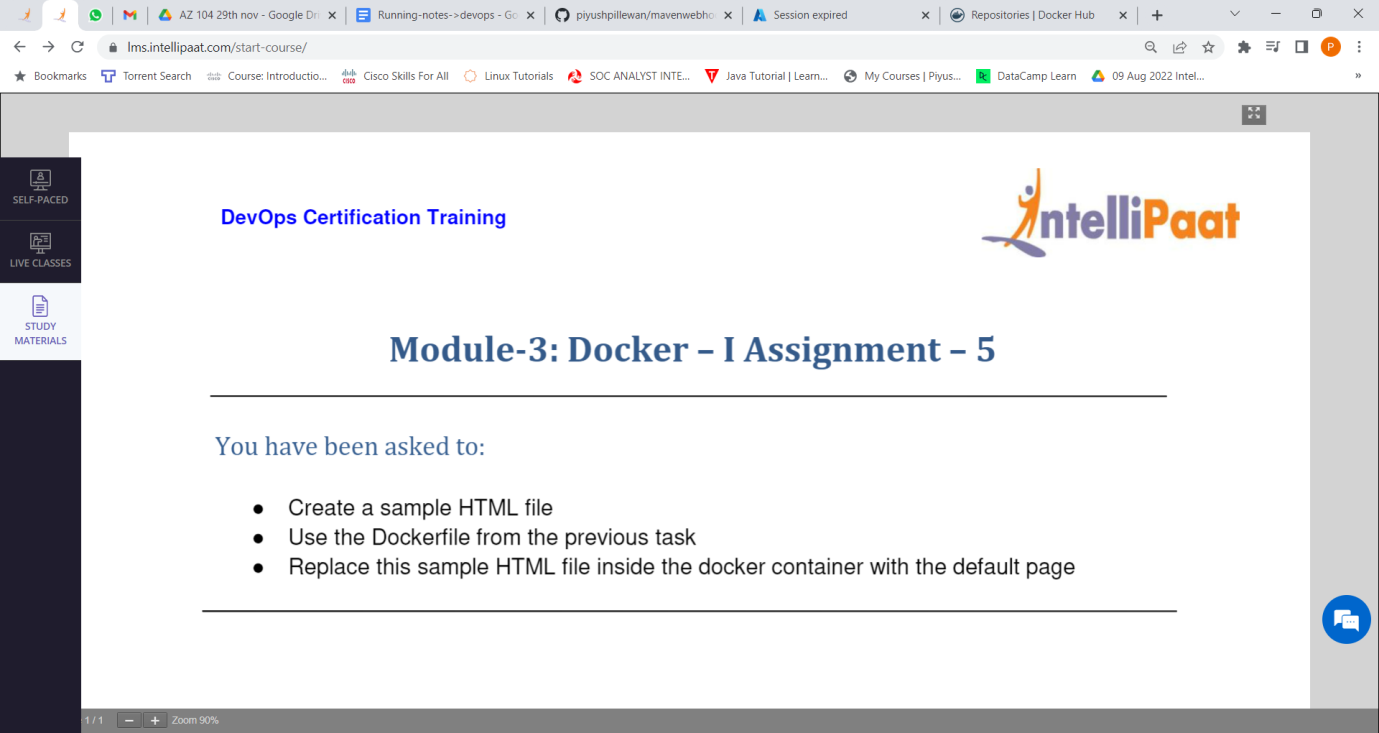 AZ 104 29th nov - Google Dri
Running-notes->devops - Go
piyushpillewan/mavenwebho
Session expired
Repositories | Docker Hub
lms.intellipaat.com/start-course/
P
Bookmarks
Torrent Search
Course: Introductio...
Cisco Skills For All
Linux Tutorials
SOC ANALYST INTE...
Java Tutorial | Learn...
My Courses | Piyus...
DataCamp Learn
09 Aug 2022 Intel...
»
SELF-PACED
LIVE CLASSES
STUDY
MATERIALS
DevOps Certification Training
IntelliPaat
Module-3: Docker – I Assignment – 5
You have been asked to:
● Create a sample HTML file
● Use the Dockerfile from the previous task
● Replace this sample HTML file inside the docker container with the default page
1 / 1
Zoom 90%